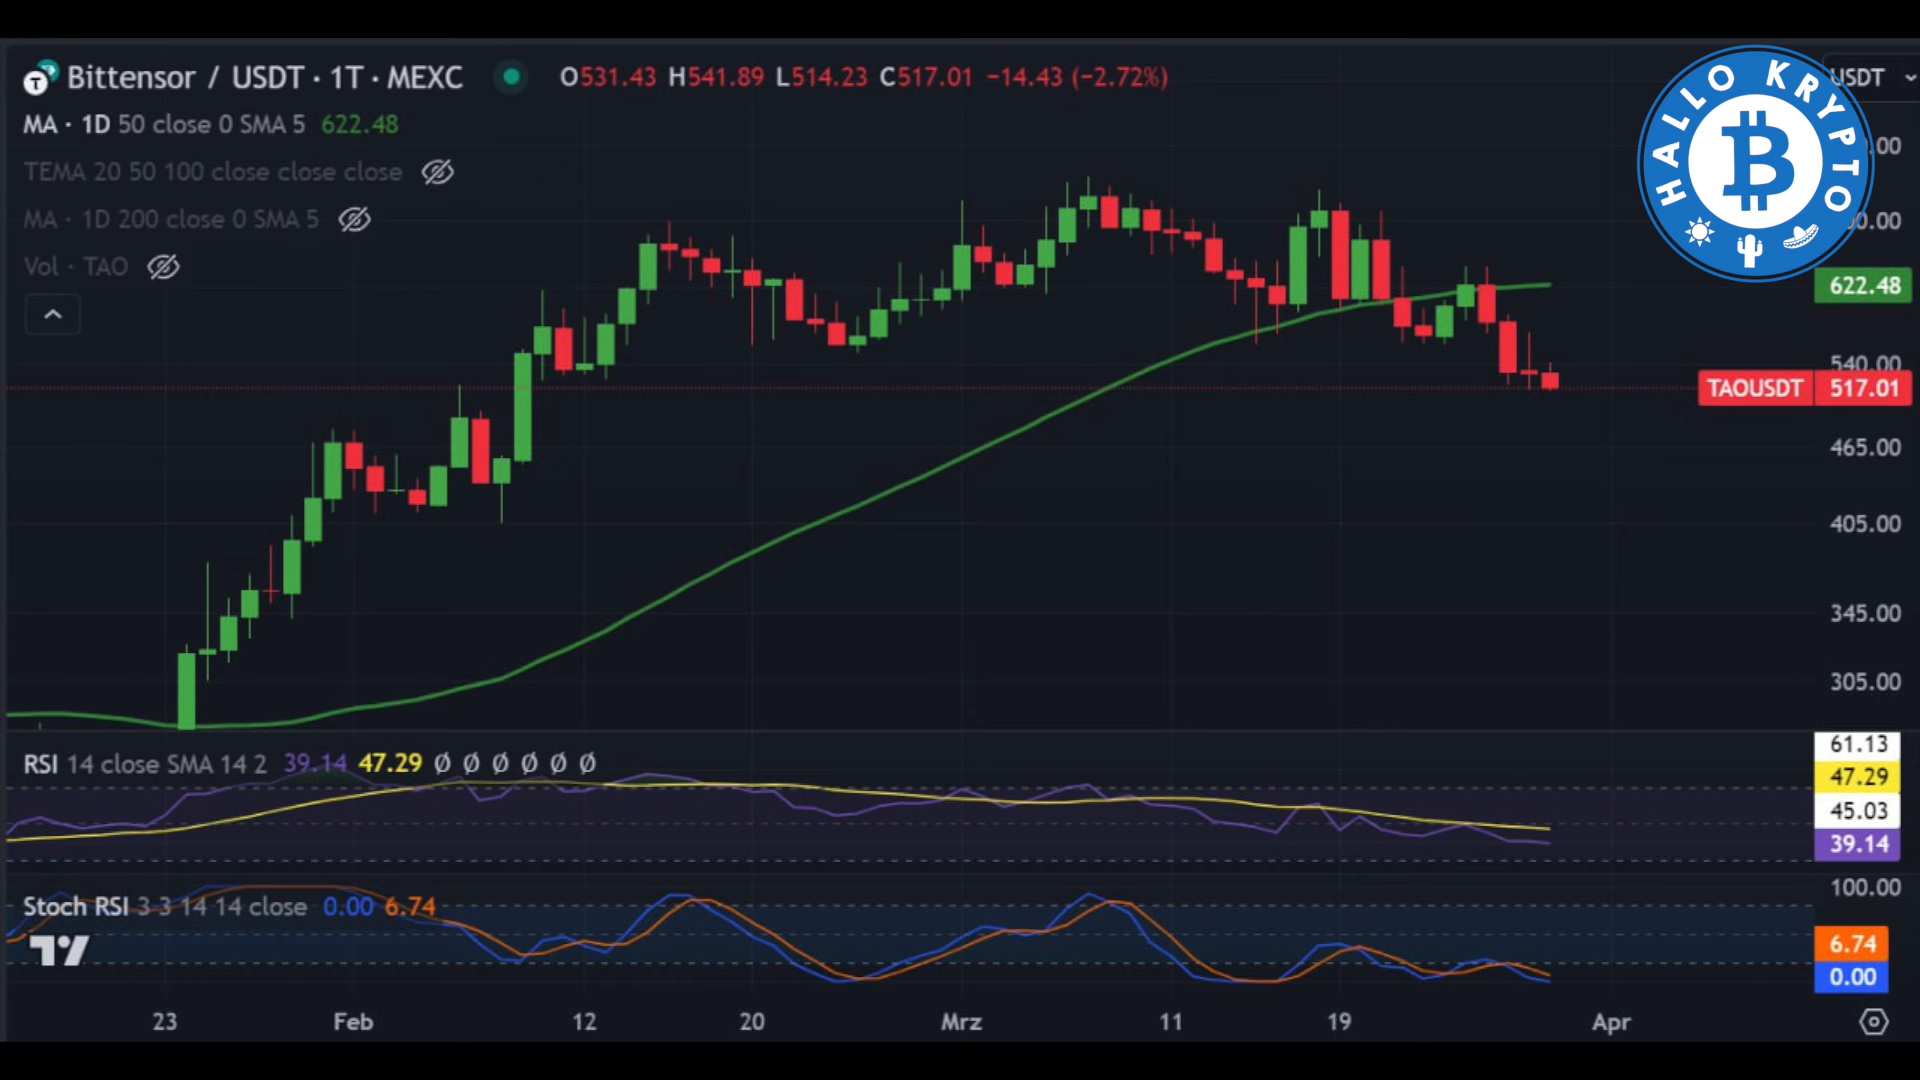 Bittensor / USDT · 1T · MEXC O531.43 H541.89 L514.23 C517.01 −14.43 (−2.72%)
MA · 1D 50 close 0 SMA 5 622.48
TEMA 20 50 100 close close close
MA · 1D 200 close 0 SMA 5
Vol · TAO
HALLO KRYPTO
USDT
622.48
540.00
TAOUSDT 517.01
465.00
405.00
345.00
305.00
RSI 14 close SMA 14 2 39.14 47.29 Ø Ø Ø Ø Ø Ø
61.13
47.29
45.03
39.14
Stoch RSI 3 3 14 14 close 0.00 6.74
100.00
6.74
0.00
23 Feb 12 20 Mrz 11 19 Apr